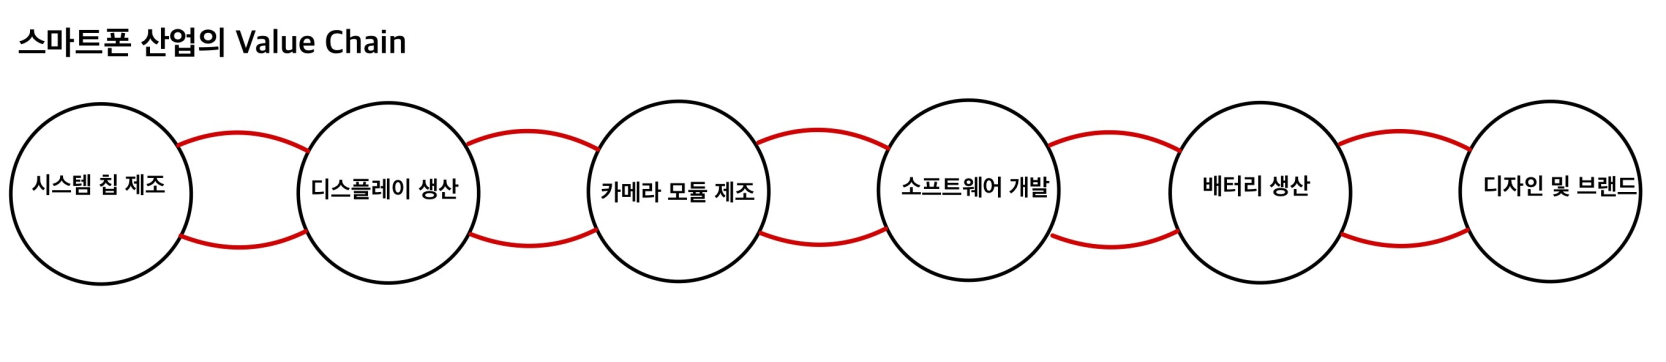 스마트폰 산업의 Value Chain
시스템 칩 제조
디스플레이 생산
카메라 모듈 제조
소프트웨어 개발
배터리 생산
디자인 및 브랜드